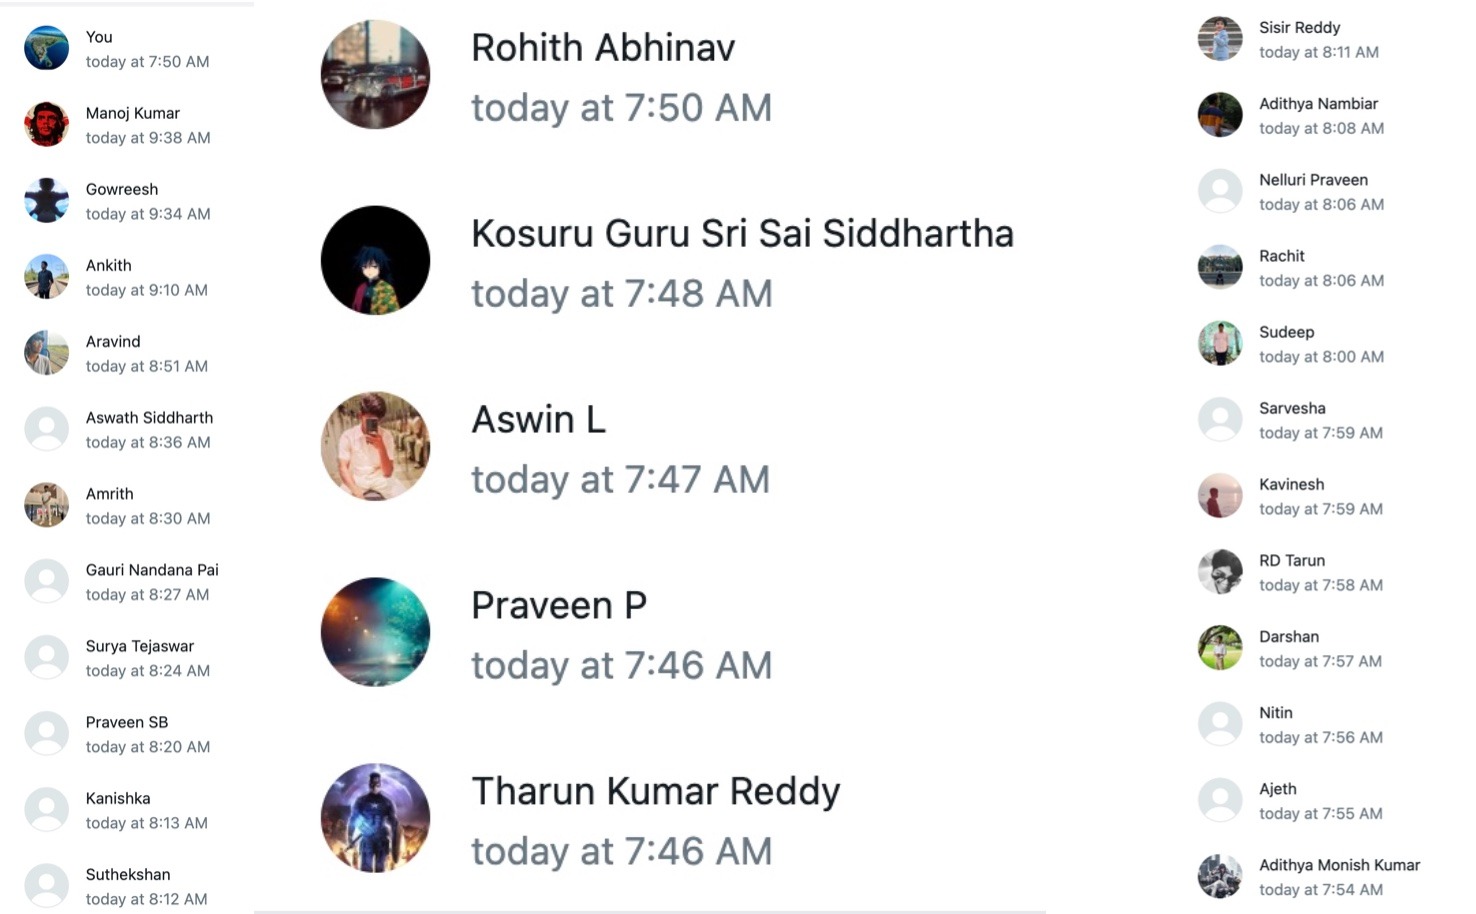 You
today at 7:50 AM
Manoj Kumar
today at 9:38 AM
Gowreesh
today at 9:34 AM
Ankith
today at 9:10 AM
Aravind
today at 8:51 AM
Aswath Siddharth
today at 8:36 AM
Amrith
today at 8:30 AM
Gauri Nandana Pai
today at 8:27 AM
Surya Tejaswar
today at 8:24 AM
Praveen SB
today at 8:20 AM
Kanishka
today at 8:13 AM
Suthekshan
today at 8:12 AM
Rohith Abhinav
today at 7:50 AM
Kosuru Guru Sri Sai Siddhartha
today at 7:48 AM
Aswin L
today at 7:47 AM
Praveen P
today at 7:46 AM
Tharun Kumar Reddy
today at 7:46 AM
Sisir Reddy
today at 8:11 AM
Adithya Nambiar
today at 8:08 AM
Nelluri Praveen
today at 8:06 AM
Rachit
today at 8:06 AM
Sudeep
today at 8:00 AM
Sarvesha
today at 7:59 AM
Kavinesh
today at 7:59 AM
RD Tarun
today at 7:58 AM
Darshan
today at 7:57 AM
Nitin
today at 7:56 AM
Ajeth
today at 7:55 AM
Adithya Monish Kumar
today at 7:54 AM